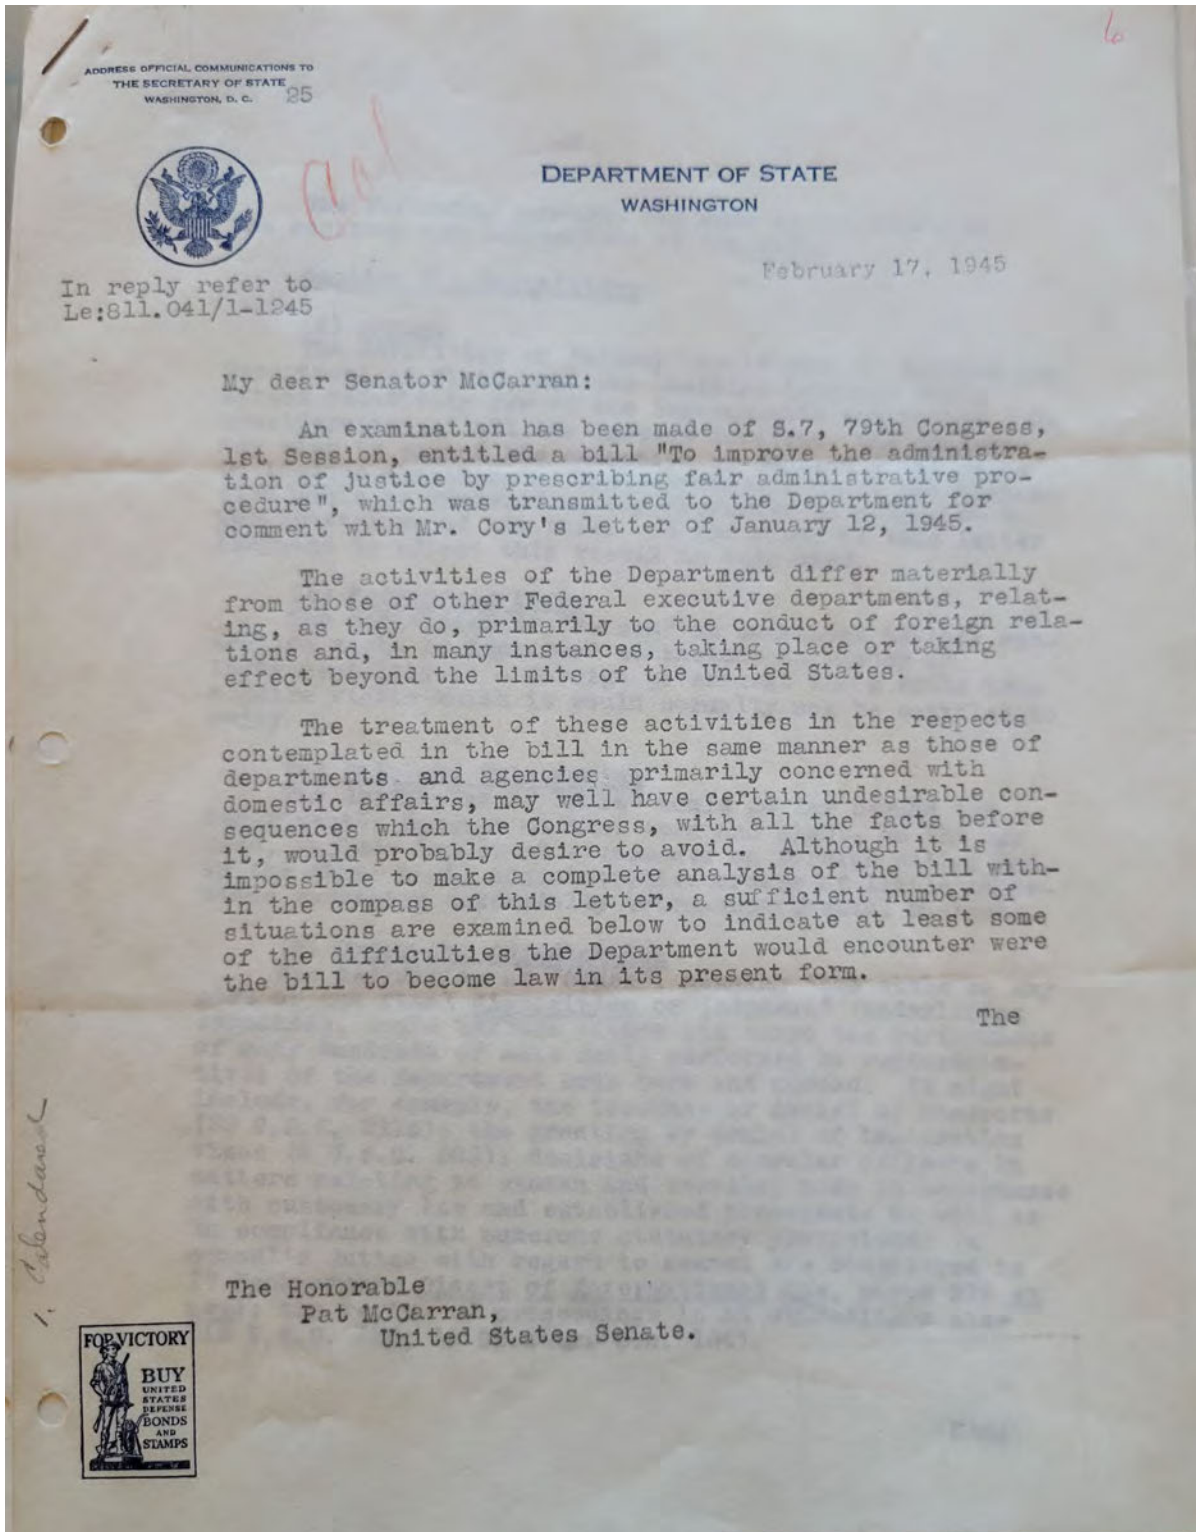 ADDRESS OFFICIAL COMMUNICATIONS TO
THE SECRETARY OF STATE
WASHINGTON, D. C.
25
6
DEPARTMENT OF STATE
WASHINGTON
February 17, 1945
In reply refer to
Le:811.041/1-1245
My dear Senator McCarran:
An examination has been made of S.7, 79th Congress,
1st Session, entitled a bill "To improve the administra-
tion of justice by prescribing fair administrative pro-
cedure", which was transmitted to the Department for
comment with Mr. Cory's letter of January 12, 1945.
The activities of the Department differ materially
from those of other Federal executive departments, relat-
ing, as they do, primarily to the conduct of foreign rela-
tions and, in many instances, taking place or taking
effect beyond the limits of the United States.
The treatment of these activities in the respects
contemplated in the bill in the same manner as those of
departments and agencies primarily concerned with
domestic affairs, may well have certain undesirable con-
sequences which the Congress, with all the facts before
it, would probably desire to avoid. Although it is
impossible to make a complete analysis of the bill with-
in the compass of this letter, a sufficient number of
situations are examined below to indicate at least some
of the difficulties the Department would encounter were
the bill to become law in its present form.
The
1. Calendared
The Honorable
Pat McCarran,
United States Senate.
FOR VICTORY
BUY
UNITED
STATES
DEFENSE
BONDS
AND
STAMPS